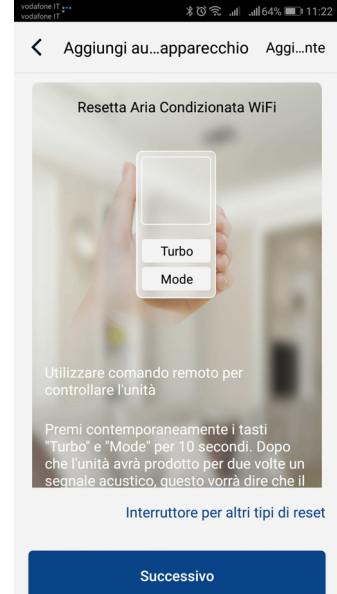 vodafone IT
vodafone IT
64% 11:22
Aggiungi au...apparecchio Aggi...nte
Resetta Aria Condizionata WiFi
Turbo
Mode
Utilizzare comando remoto per
controllare l'unità
Premi contemporaneamente i tasti
"Turbo" e "Mode" per 10 secondi. Dopo
che l'unità avrà prodotto per due volte un
segnale acustico, questo vorrà dire che il
Interruttore per altri tipi di reset
Successivo